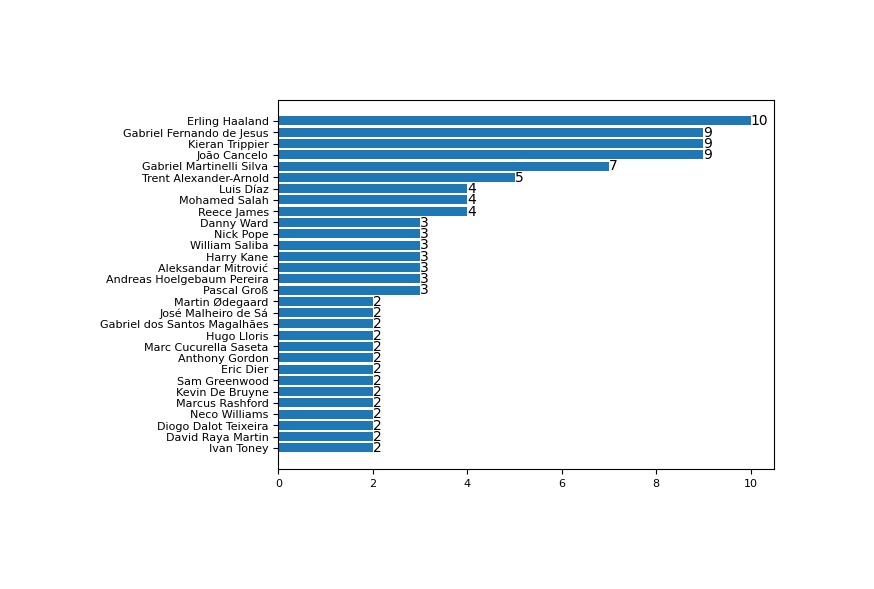 Erling Haaland 10
Gabriel Fernando de Jesus 9
Kieran Trippier 9
João Cancelo 9
Gabriel Martinelli Silva 7
Trent Alexander-Arnold 5
Luis Díaz 4
Mohamed Salah 4
Reece James 4
Danny Ward 3
Nick Pope 3
William Saliba 3
Harry Kane 3
Aleksandar Mitrović 3
Andreas Hoelgebaum Pereira 3
Pascal Groß 3
Martin Ødegaard 2
José Malheiro de Sá 2
Gabriel dos Santos Magalhães 2
Hugo Lloris 2
Marc Cucurella Saseta 2
Anthony Gordon 2
Eric Dier 2
Sam Greenwood 2
Kevin De Bruyne 2
Marcus Rashford 2
Neco Williams 2
Diogo Dalot Teixeira 2
David Raya Martin 2
Ivan Toney 2
0 2 4 6 8 10